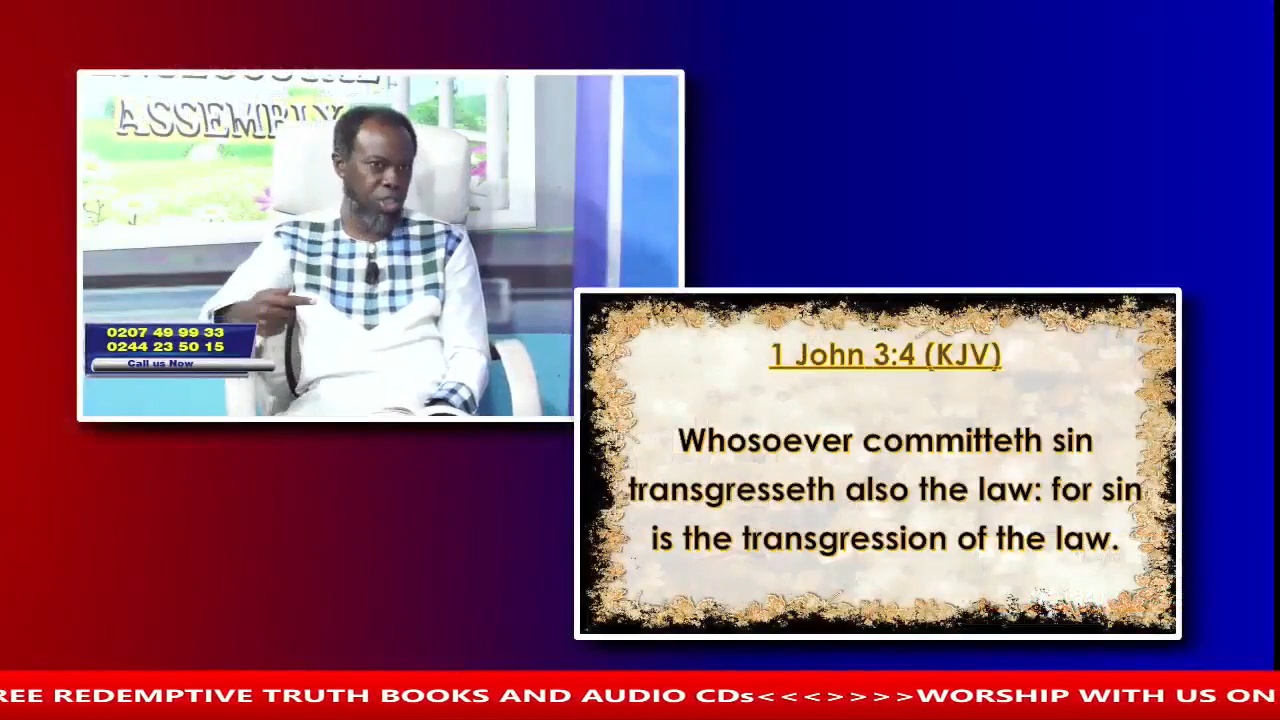 ASSEMBLY
0207 49 99 33
0244 23 50 15
Call us Now
1 John 3:4 (KJV)
Whosoever committeth sin
transgresseth also the law: for sin
is the transgression of the law.
REE REDEMPTIVE TRUTH BOOKS AND AUDIO CDs<<<>>>>WORSHIP WITH US ON